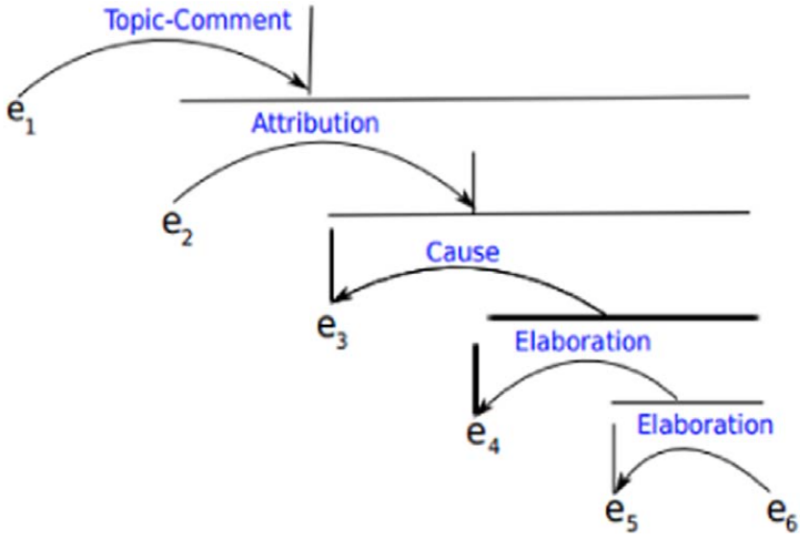 Topic-Comment
e1
Attribution
e2
Cause
e3
Elaboration
e4
Elaboration
e5
e6